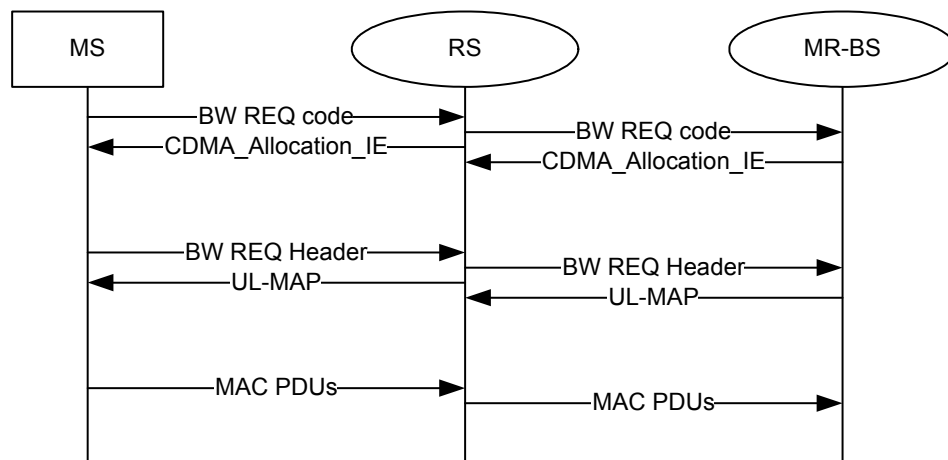 MS
RS
MR-BS
BW REQ code
BW REQ code
CDMA_Allocation_IE
CDMA_Allocation_IE
BW REQ Header
BW REQ Header
UL-MAP
UL-MAP
MAC PDUs
MAC PDUs